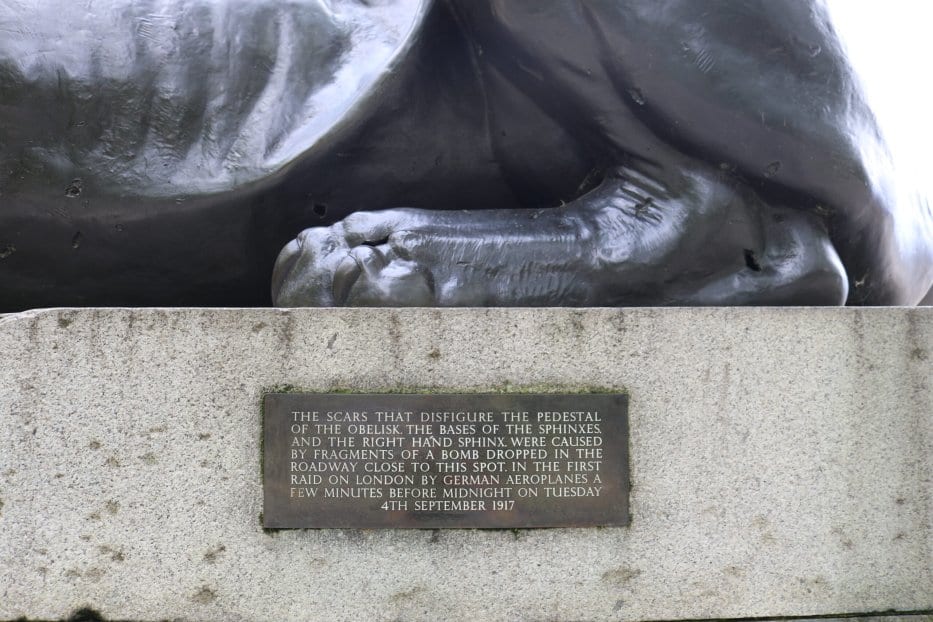 THE SCARS THAT DISFIGURE THE PEDESTAL
OF THE OBELISK. THE BASES OF THE SPHINXES,
AND THE RIGHT HAND SPHINX, WERE CAUSED
BY FRAGMENTS OF A BOMB DROPPED IN THE
ROADWAY CLOSE TO THIS SPOT, IN THE FIRST
RAID ON LONDON BY GERMAN AEROPLANES A
FEW MINUTES BEFORE MIDNIGHT ON TUESDAY
4TH SEPTEMBER 1917